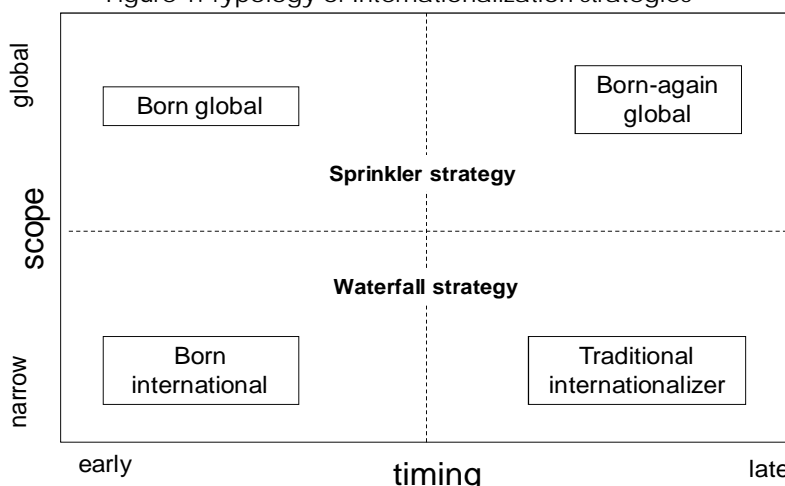 Figure 1: Typology of internationalization strategies
global
Born global
Born-again
global
Sprinkler strategy
scope
Waterfall strategy
Born
international
Traditional
internationalizer
narrow
early
timing
late